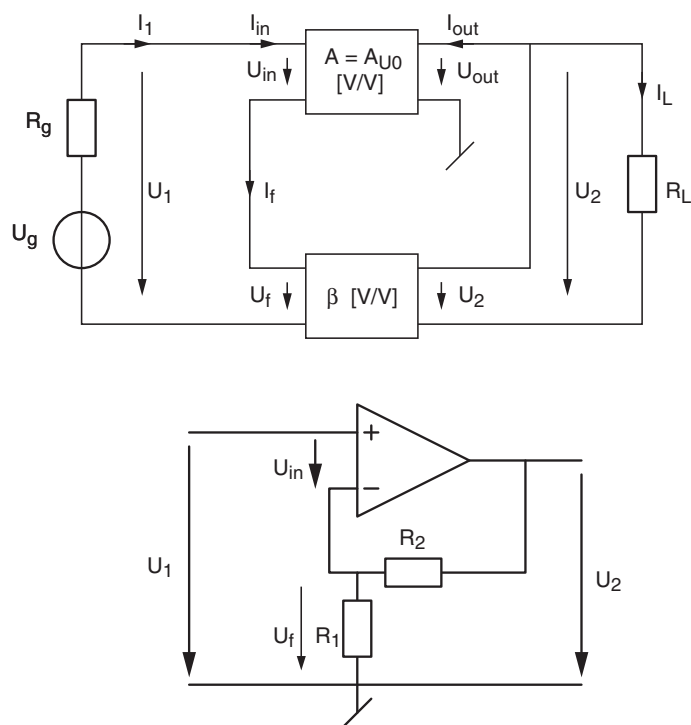 I1 Iin Iout
A = AU0
[V/V]
Uin Uout
IL
Rg
U1 If U2 RL
Ug
Uf β [V/V] U2
+
Uin
−
R2
U1 U2
Uf R1